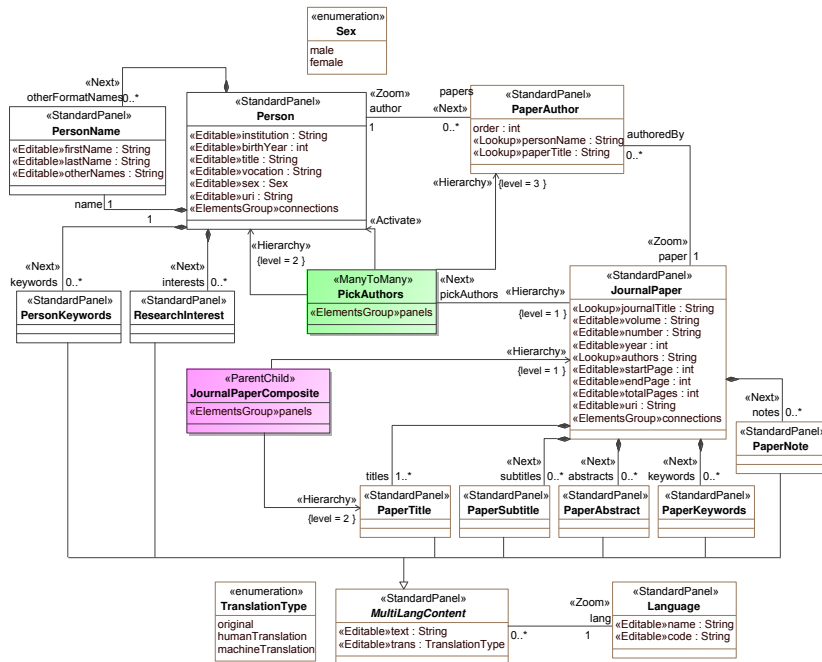 «enumeration»
Sex
male
female
«Next»
otherFormatNames 0..*
«StandardPanel»
PersonName
«Editable»firstName : String
«Editable»lastName : String
«Editable»otherNames : String
name 1
«StandardPanel»
Person
«Editable»institution : String
«Editable»birthYear : int
«Editable»title : String
«Editable»vocation : String
«Editable»sex : Sex
«Editable»uri : String
«ElementsGroup»connections
«Zoom»
author
1
papers
«Next»
0..*
«StandardPanel»
PaperAuthor
order : int
«Lookup»personName : String
«Lookup»paperTitle : String
authoredBy
0..*
«Hierarchy»
{level = 3 }
1
«Activate»
«Hierarchy»
{level = 2 }
«Next»
keywords 0..*
«Next»
interests 0..*
«StandardPanel»
PersonKeywords
«StandardPanel»
ResearchInterest
«ManyToMany»
PickAuthors
«ElementsGroup»panels
«Next»
pickAuthors
«Hierarchy»
{level = 1 }
«Zoom»
paper 1
«StandardPanel»
JournalPaper
«Lookup»journalTitle : String
«Editable»volume : String
«Editable»number : String
«Editable»year : int
«Lookup»authors : String
«Editable»startPage : int
«Editable»endPage : int
«Editable»totalPages : int
«Editable»uri : String
«ElementsGroup»connections
«Hierarchy»
{level = 1 }
«ParentChild»
JournalPaperComposite
«ElementsGroup»panels
«Next»
notes 0..*
«StandardPanel»
PaperNote
«Hierarchy»
{level = 2 }
titles 1..*
«Next»
subtitles 0..*
«Next»
abstracts 0..*
«Next»
keywords 0..*
«StandardPanel»
PaperTitle
«StandardPanel»
PaperSubtitle
«StandardPanel»
PaperAbstract
«StandardPanel»
PaperKeywords
«enumeration»
TranslationType
original
humanTranslation
machineTranslation
«StandardPanel»
MultiLangContent
«Editable»text : String
«Editable»trans : TranslationType
0..*
«Zoom»
lang
1
«StandardPanel»
Language
«Editable»name : String
«Editable»code : String